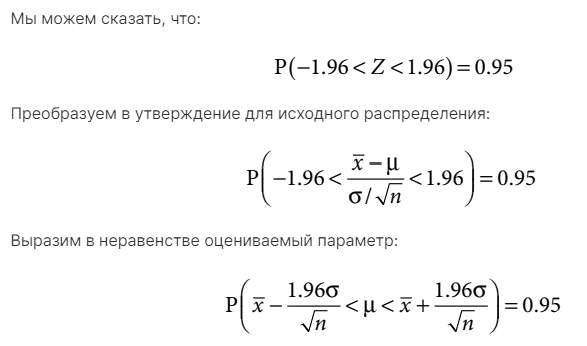 Мы можем сказать, что:
P(−1.96 < Z < 1.96) = 0.95
Преобразуем в утверждение для исходного распределения:
P(−1.96 < (x̅ − μ) / (σ/√n) < 1.96) = 0.95
Выразим в неравенстве оцениваемый параметр:
P(x̅ − 1.96σ/√n < μ < x̅ + 1.96σ/√n) = 0.95